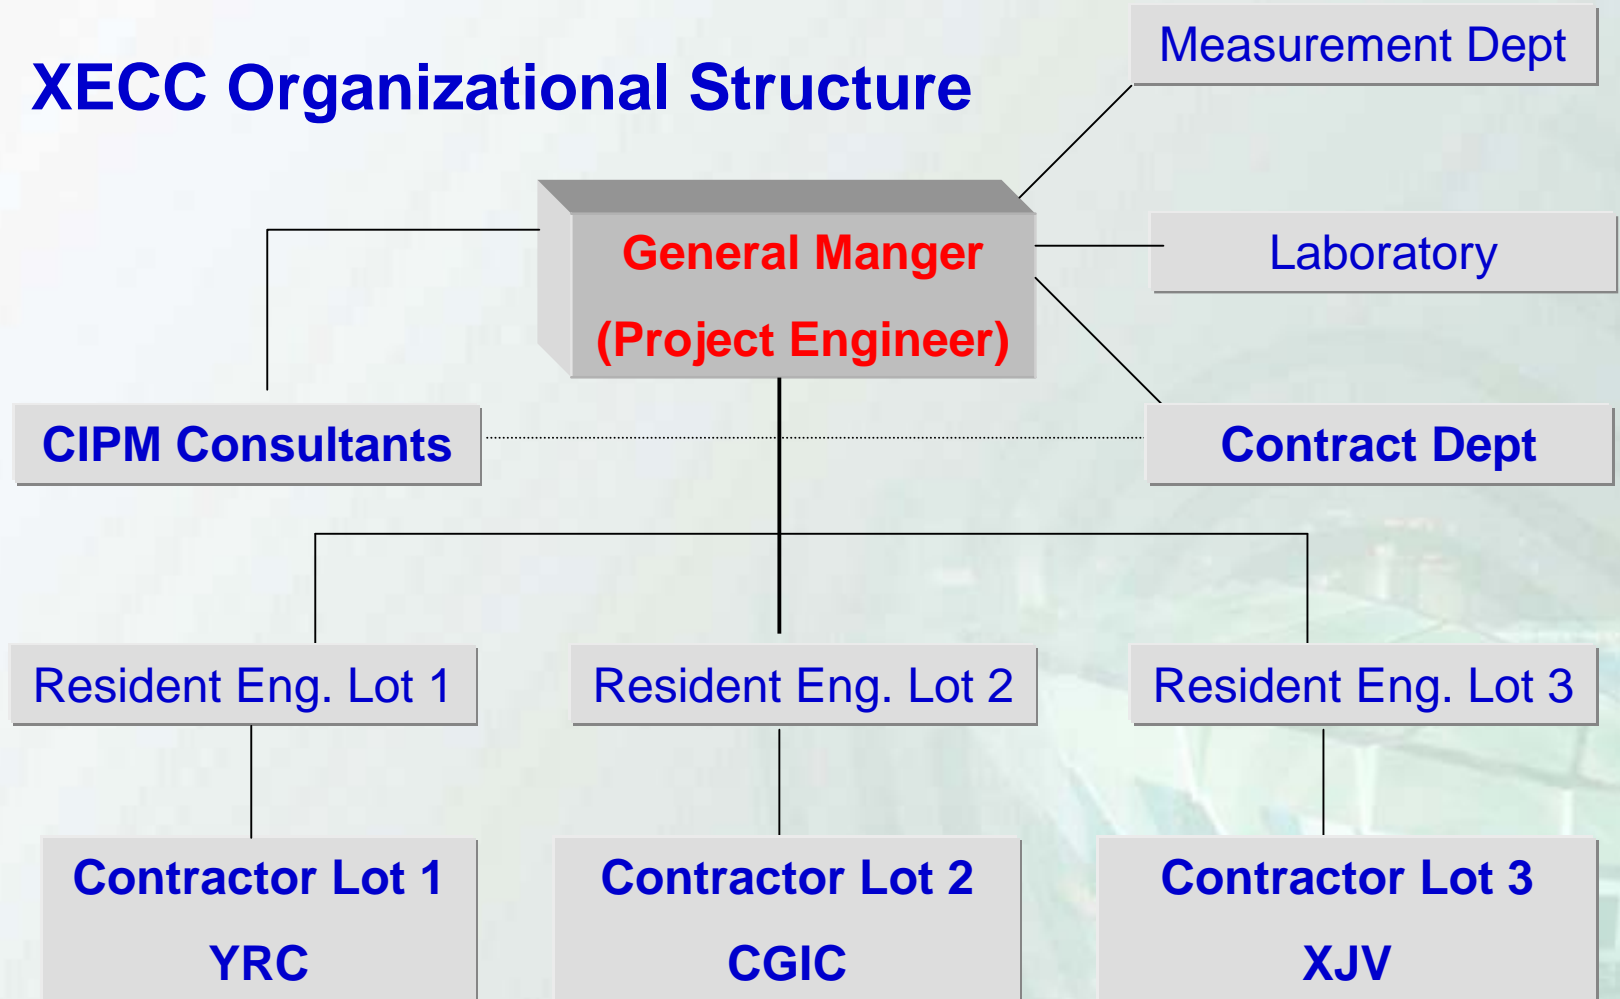 Measurement Dept
XECC Organizational Structure
General Manger
(Project Engineer)
Laboratory
CIPM Consultants
Contract Dept
Resident Eng. Lot 1
Resident Eng. Lot 2
Resident Eng. Lot 3
Contractor Lot 1
YRC
Contractor Lot 2
CGIC
Contractor Lot 3
XJV